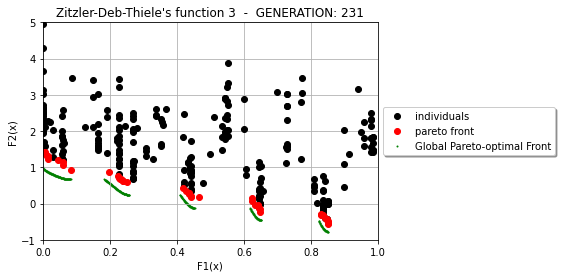 Zitzler-Deb-Thiele's function 3 - GENERATION: 231
F2(x)
5
4
3
2
1
0
−1
0.0 0.2 0.4 0.6 0.8 1.0
F1(x)
individuals
pareto front
Global Pareto-optimal Front